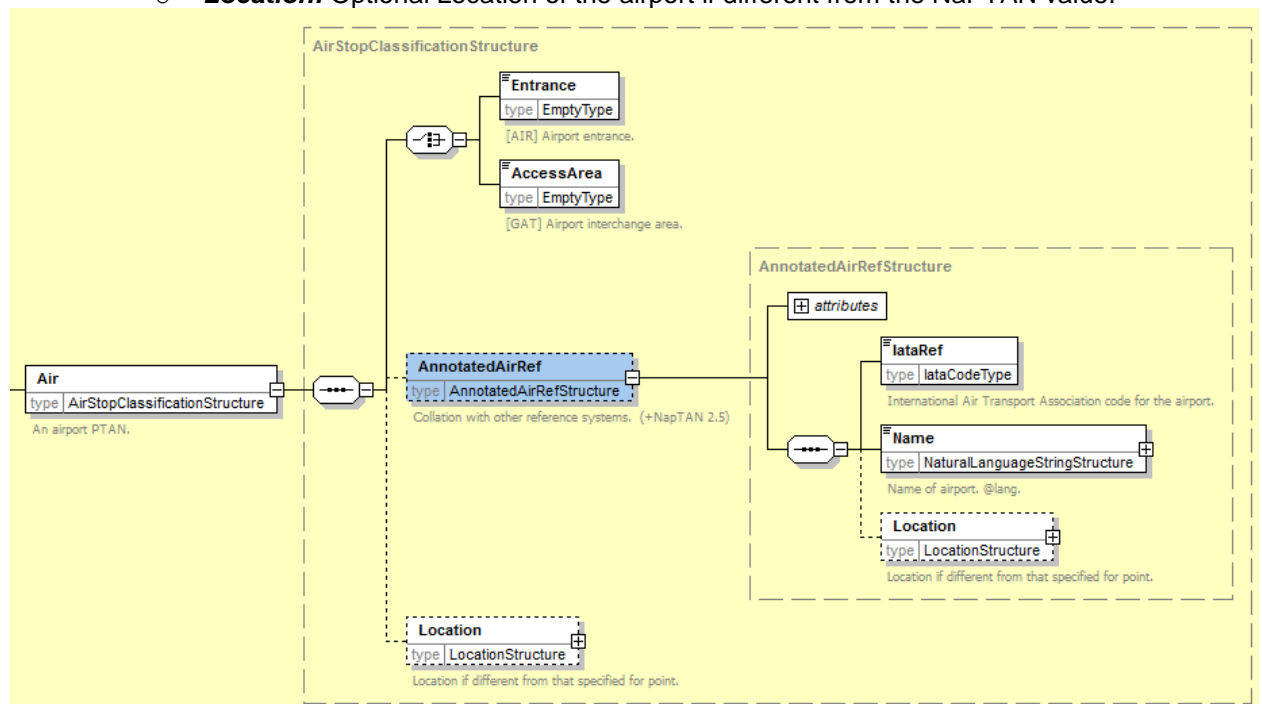 ○ Location: Optional Location of the airport if different from the NaPTAN value.
AirStopClassificationStructure
Entrance
type EmptyType
[AIR] Airport entrance.
AccessArea
type EmptyType
[GAT] Airport interchange area.
AnnotatedAirRefStructure
attributes
IataRef
type IataCodeType
International Air Transport Association code for the airport.
Air
type AirStopClassificationStructure
An airport PTAN.
AnnotatedAirRef
type AnnotatedAirRefStructure
Collation with other reference systems. (+NapTAN 2.5)
Name
type NaturalLanguageStringStructure
Name of airport. @lang.
Location
type LocationStructure
Location if different from that specified for point.
Location
type LocationStructure
Location if different from that specified for point.